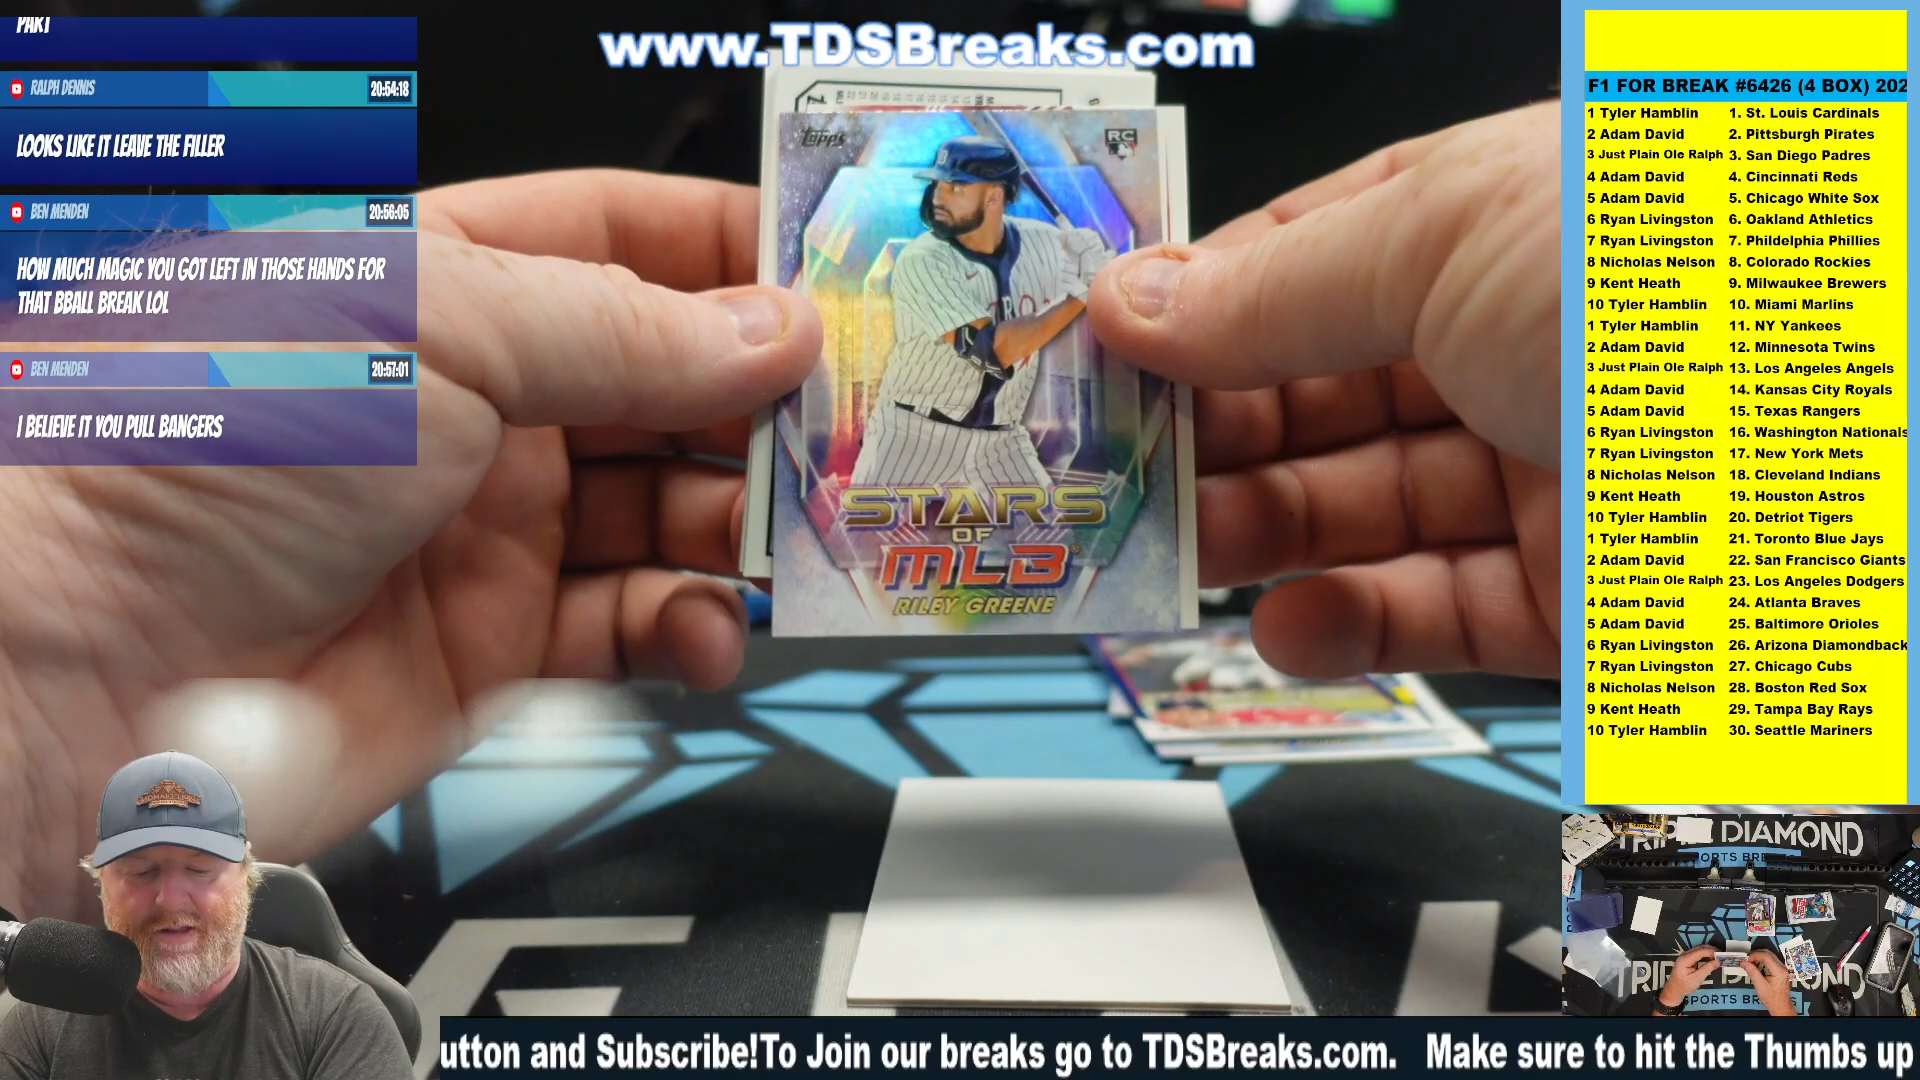 PART
RALPH DENNIS
20:54:18
LOOKS LIKE IT LEAVE THE FILLER
BEN MENDEN
20:56:05
HOW MUCH MAGIC YOU GOT LEFT IN THOSE HANDS FOR
THAT BBALL BREAK LOL
BEN MENDEN
20:57:01
I BELIEVE IT YOU PULL BANGERS
www.TDSBreaks.com
Topps
RC
STARS
OF
MLB®
RILEY GREENE
F1 FOR BREAK #6426 (4 BOX) 202
1 Tyler Hamblin 1. St. Louis Cardinals
2 Adam David 2. Pittsburgh Pirates
3 Just Plain Ole Ralph 3. San Diego Padres
4 Adam David 4. Cincinnati Reds
5 Adam David 5. Chicago White Sox
6 Ryan Livingston 6. Oakland Athletics
7 Ryan Livingston 7. Phildelphia Phillies
8 Nicholas Nelson 8. Colorado Rockies
9 Kent Heath 9. Milwaukee Brewers
10 Tyler Hamblin 10. Miami Marlins
1 Tyler Hamblin 11. NY Yankees
2 Adam David 12. Minnesota Twins
3 Just Plain Ole Ralph 13. Los Angeles Angels
4 Adam David 14. Kansas City Royals
5 Adam David 15. Texas Rangers
6 Ryan Livingston 16. Washington Nationals
7 Ryan Livingston 17. New York Mets
8 Nicholas Nelson 18. Cleveland Indians
9 Kent Heath 19. Houston Astros
10 Tyler Hamblin 20. Detriot Tigers
1 Tyler Hamblin 21. Toronto Blue Jays
2 Adam David 22. San Francisco Giants
3 Just Plain Ole Ralph 23. Los Angeles Dodgers
4 Adam David 24. Atlanta Braves
5 Adam David 25. Baltimore Orioles
6 Ryan Livingston 26. Arizona Diamondback
7 Ryan Livingston 27. Chicago Cubs
8 Nicholas Nelson 28. Boston Red Sox
9 Kent Heath 29. Tampa Bay Rays
10 Tyler Hamblin 30. Seattle Mariners
TRIPLE DIAMOND
SPORTS BRE
TRIPLE DIAMOND
SPORTS BREAKS
utton and Subscribe!To Join our breaks go to TDSBreaks.com. Make sure to hit the Thumbs up